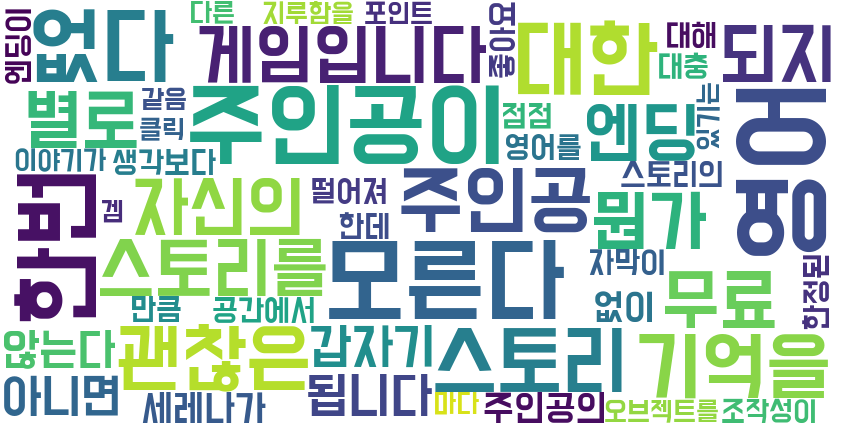 다른 지루함을 포인트
엔딩이 없다 게임입니다 좋아요 대한 대해 되지
대충
별로 같음 주인공이 점점 엔딩 있기는 영어
클릭 영어를
이야기가 생각보다 스토리의
한번 겜 자신의 떨어져 주인공 뭔가
한데
스토리를 모른다 자막이 한정된
만큼 공간에서 없이 무료
않는다 괜찮은 갑자기 스토리 기억을
아니면 세레나가 됩니다 마다 주인공의 오브젝트를 조작성이